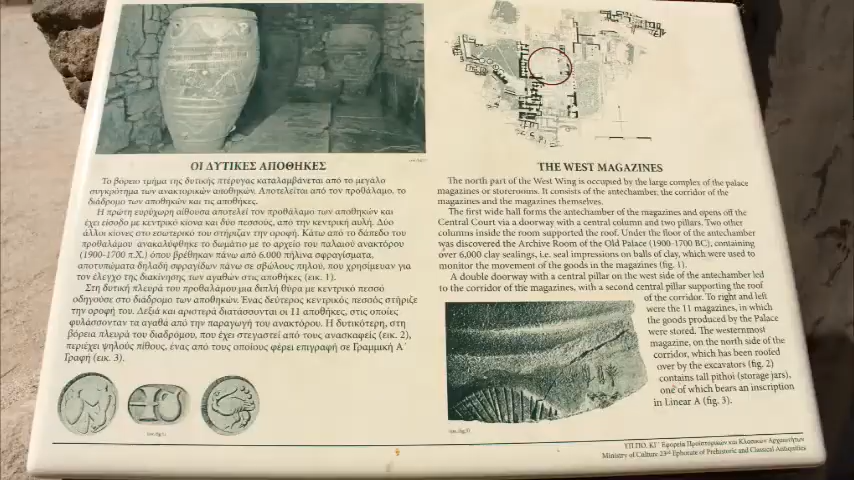 ΟΙ ΔΥΤΙΚΕΣ ΑΠΟΘΗΚΕΣ
Το βόρειο τμήμα της δυτικής πτέρυγας καταλαμβάνεται από το μεγάλο
συγκρότημα των ανακτορικών αποθηκών. Αποτελείται από τον προθάλαμο, το
διάδρομο των αποθηκών και τις αποθήκες.
Η πρώτη ευρύχωρη αίθουσα αποτελεί τον προθάλαμο των αποθηκών και
έχει είσοδο με κεντρικό κίονα και δύο πεσσούς, από την κεντρική αυλή. Δύο
άλλοι κίονες στο εσωτερικό του στήριζαν την οροφή. Κάτω από το δάπεδο του
προθαλάμου ανακαλύφθηκε το δωμάτιο με το αρχείο του παλαιού ανακτόρου
(1900-1700 π.Χ.) όπου βρέθηκαν πάνω από 6.000 πήλινα σφραγίσματα,
αποτυπώματα δηλαδή σφραγίδων πάνω σε σβώλους πηλού, που χρησίμευαν για
τον έλεγχο της διακίνησης των αγαθών στις αποθήκες (εικ. 1).
Στη δυτική πλευρά του προθαλάμου μια διπλή θύρα με κεντρικό πεσσό
οδηγούσε στο διάδρομο των αποθηκών. Ένας δεύτερος κεντρικός πεσσός στήριζε
την οροφή του. Δεξιά και αριστερά διατάσσονται οι 11 αποθήκες, στις οποίες
φυλάσσονταν τα αγαθά από την παραγωγή του ανακτόρου. Η δυτικότερη, στη
βόρεια πλευρά του διαδρόμου, που έχει στεγαστεί από τους ανασκαφείς (εικ. 2),
περιέχει ψηλούς πίθους, ένας από τους οποίους φέρει επιγραφή σε Γραμμική Α΄
Γραφή (εικ. 3).
THE WEST MAGAZINES
The north part of the West Wing is occupied by the large complex of the palace
magazines or storerooms. It consists of the antechamber, the corridor of the
magazines and the magazines themselves.
The first wide hall forms the antechamber of the magazines and opens off the
Central Court via a doorway with a central column and two pillars. Two other
columns inside the room supported the roof. Under the floor of the antechamber
was discovered the Archive Room of the Old Palace (1900-1700 BC), containing
over 6,000 clay sealings, i.e. seal impressions on balls of clay, which were used to
monitor the movement of the goods in the magazines (fig. 1).
A double doorway with a central pillar on the west side of the antechamber led
to the corridor of the magazines, with a second central pillar supporting the roof
of the corridor. To right and left
were the 11 magazines, in which
the goods produced by the Palace
were stored. The westernmost
magazine, on the north side of the
corridor, which has been roofed
over by the excavators (fig. 2)
contains tall pithoi (storage jars),
one of which bears an inscription
in Linear A (fig. 3).
ΥΠ.ΠΟ. ΚΓ΄ Εφορεία Προϊστορικών και Κλασικών Αρχαιοτήτων
Ministry of Culture 23rd Ephorate of Prehistoric and Classical Antiquities